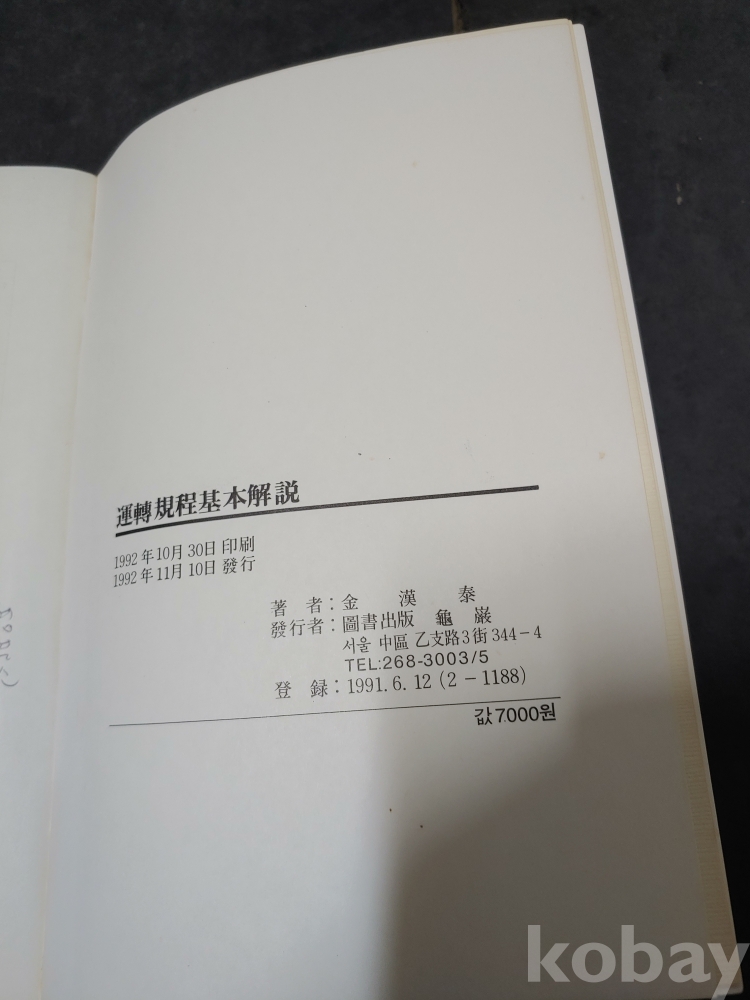 運轉規程基本解説
1992年10月30日 印刷
1992年11月10日 發行
著者：金漢泰
發行者：圖書出版 龜巖
서울 中區 乙支路3街 344-4
TEL:268-3003/5
登録：1991.6.12 (2-1188)
값 7000원
kobay